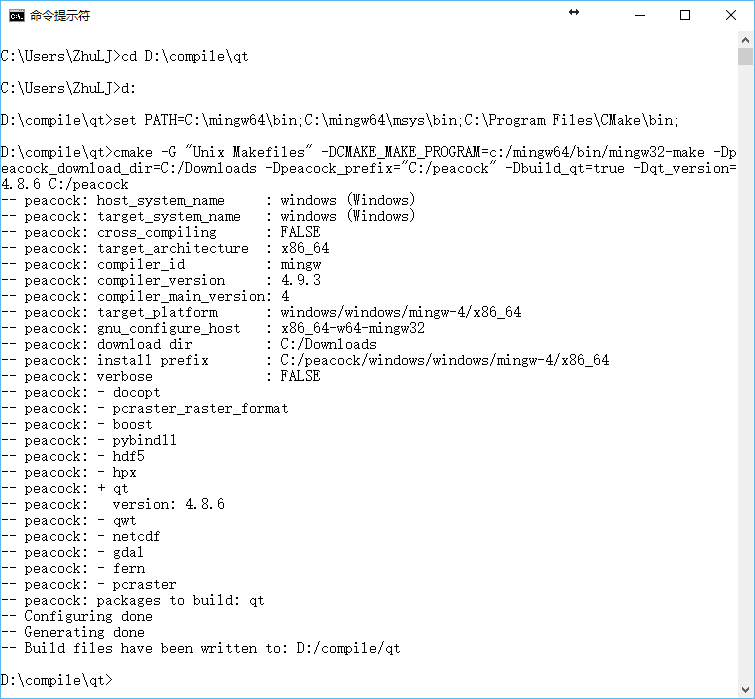 命令提示符
C:\Users\ZhuLJ>cd D:\compile\qt
C:\Users\ZhuLJ>d:
D:\compile\qt>set PATH=C:\mingw64\bin;C:\mingw64\msys\bin;C:\Program Files\CMake\bin;
D:\compile\qt>cmake -G "Unix Makefiles" -DCMAKE_MAKE_PROGRAM=c:/mingw64/bin/mingw32-make -Dp
eacock_download_dir=C:/Downloads -Dpeacock_prefix="C:/peacock" -Dbuild_qt=true -Dqt_version=
4.8.6 C:/peacock
-- peacock: host_system_name     : windows (Windows)
-- peacock: target_system_name   : windows (Windows)
-- peacock: cross_compiling      : FALSE
-- peacock: target_architecture  : x86_64
-- peacock: compiler_id          : mingw
-- peacock: compiler_version     : 4.9.3
-- peacock: compiler_main_version: 4
-- peacock: target_platform      : windows/windows/mingw-4/x86_64
-- peacock: gnu_configure_host   : x86_64-w64-mingw32
-- peacock: download dir         : C:/Downloads
-- peacock: install prefix       : C:/peacock/windows/windows/mingw-4/x86_64
-- peacock: verbose              : FALSE
-- peacock: - docopt
-- peacock: - pcraster_raster_format
-- peacock: - boost
-- peacock: - pybind11
-- peacock: - hdf5
-- peacock: - hpx
-- peacock: + qt
-- peacock:   version: 4.8.6
-- peacock: - qwt
-- peacock: - netcdf
-- peacock: - gdal
-- peacock: - fern
-- peacock: - pcraster
-- peacock: packages to build: qt
-- Configuring done
-- Generating done
-- Build files have been written to: D:/compile/qt
D:\compile\qt>